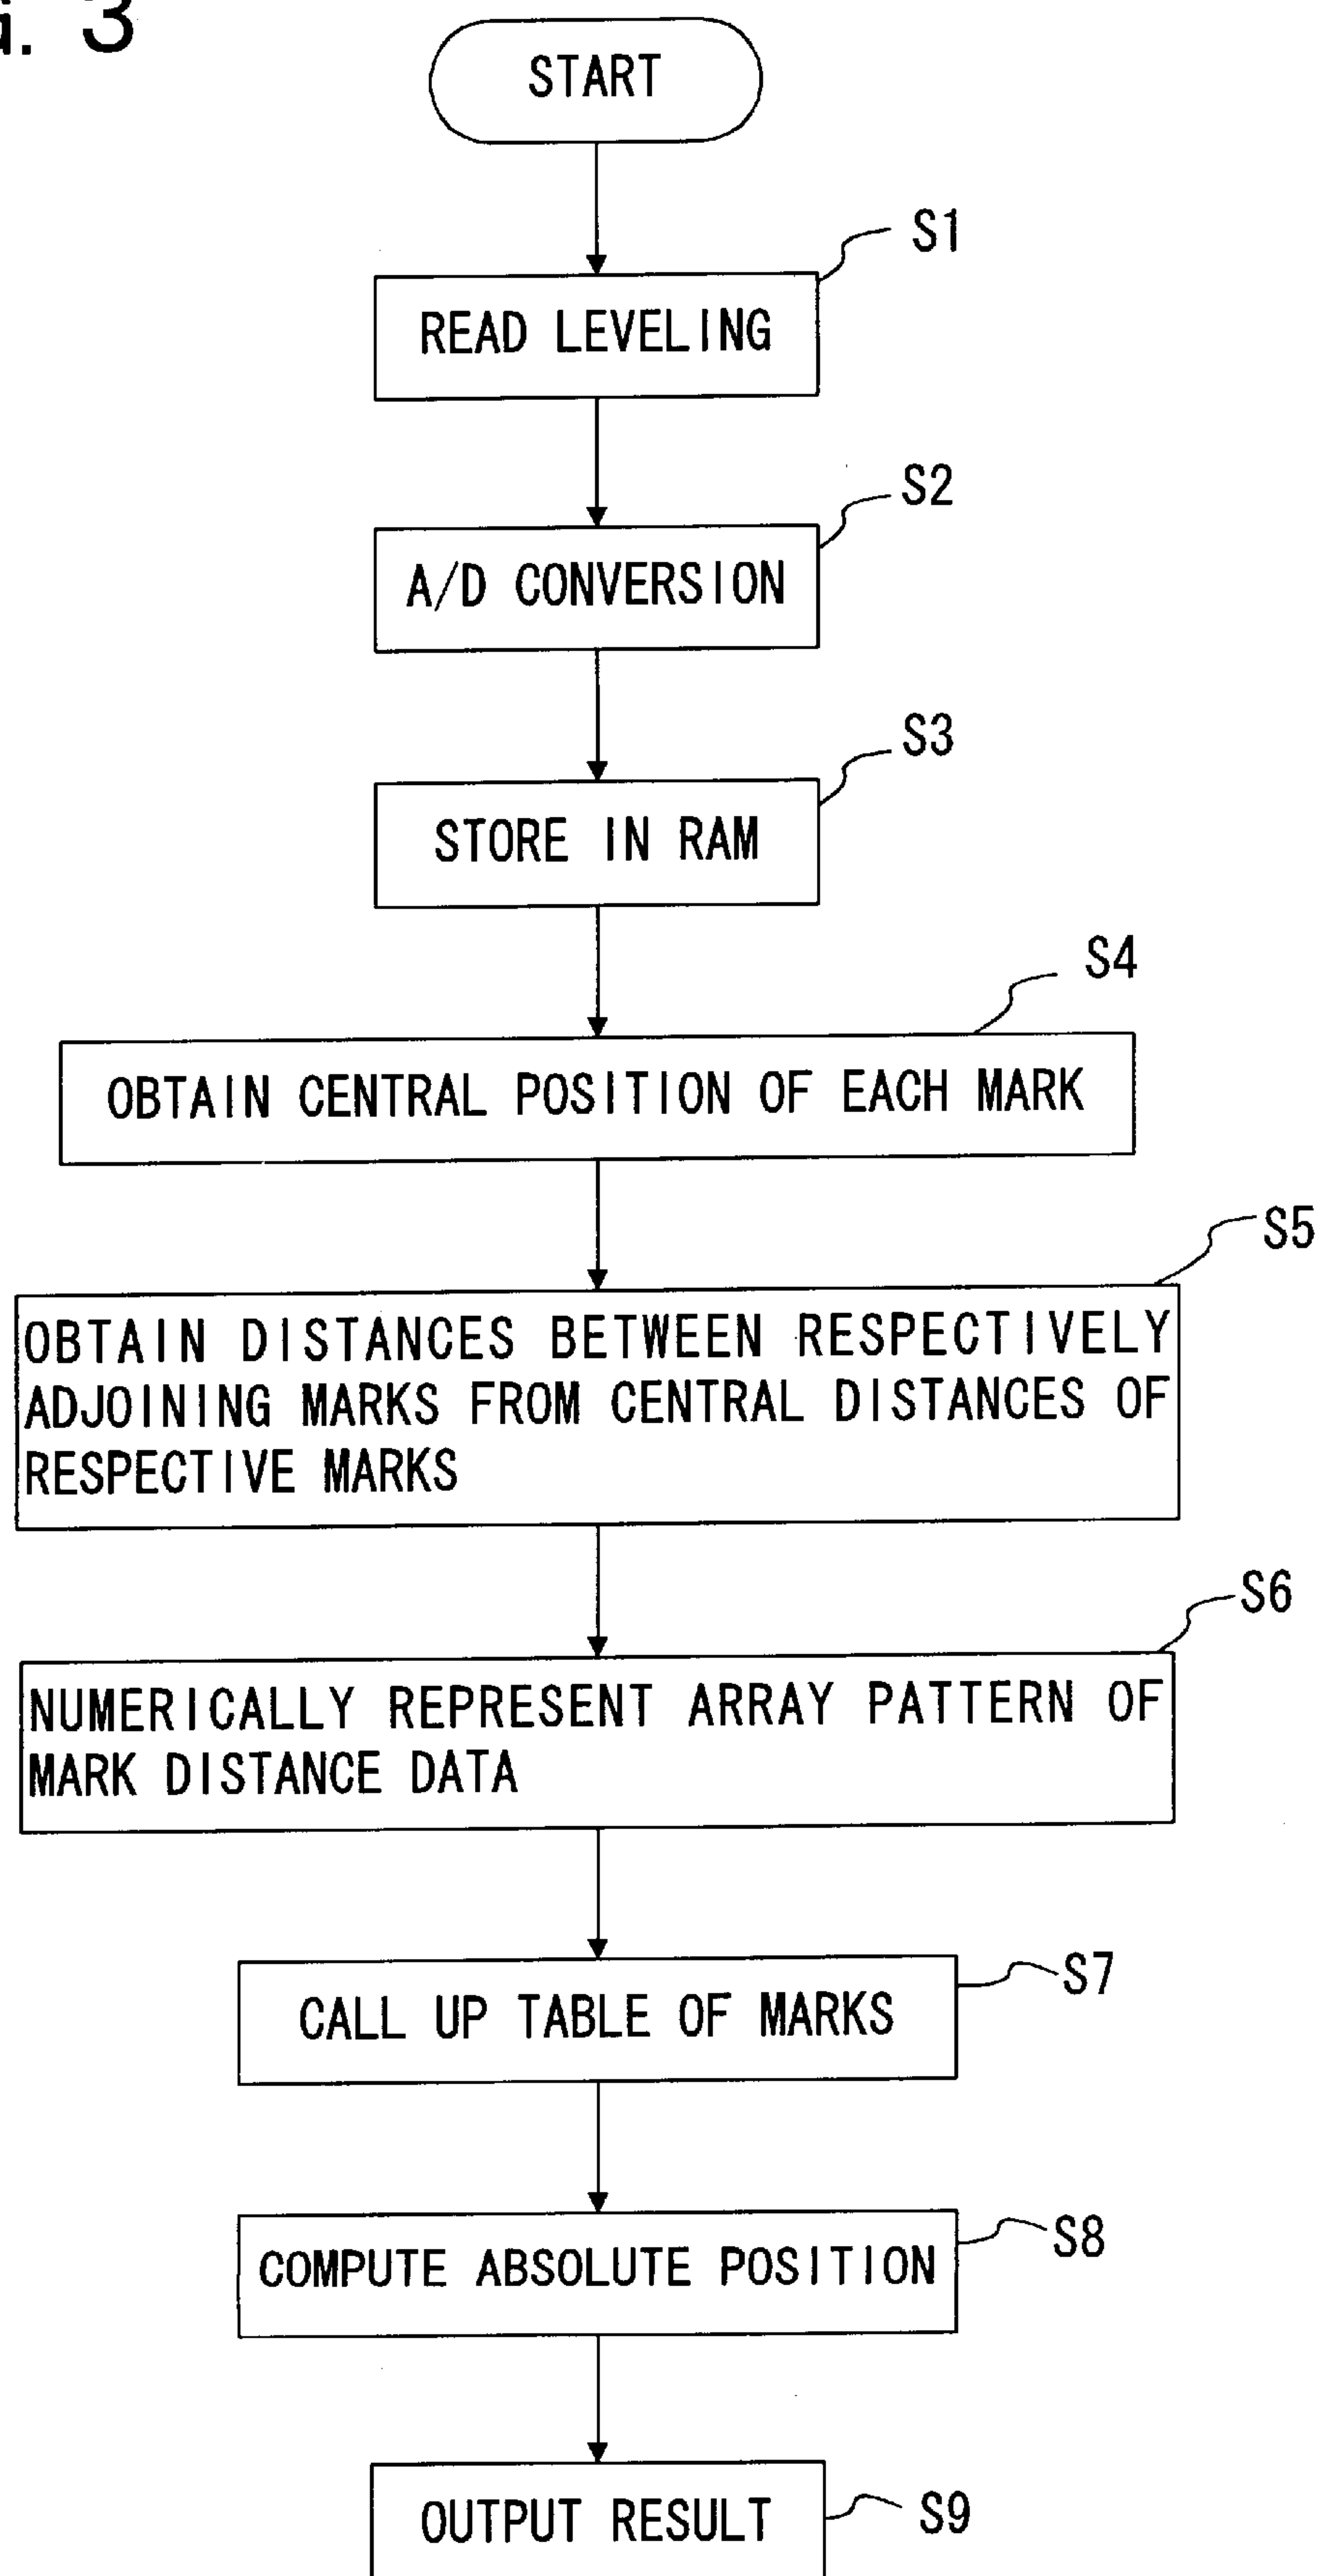 3
START
S1
READ LEVELING
S2
A/D CONVERSION
S3
STORE IN RAM
S4
OBTAIN CENTRAL POSITION OF EACH MARK
S5
OBTAIN DISTANCES BETWEEN RESPECTIVELY
ADJOINING MARKS FROM CENTRAL DISTANCES OF
RESPECTIVE MARKS
S6
NUMERICALLY REPRESENT ARRAY PATTERN OF
MARK DISTANCE DATA
S7
CALL UP TABLE OF MARKS
S8
COMPUTE ABSOLUTE POSITION
S9
OUTPUT RESULT